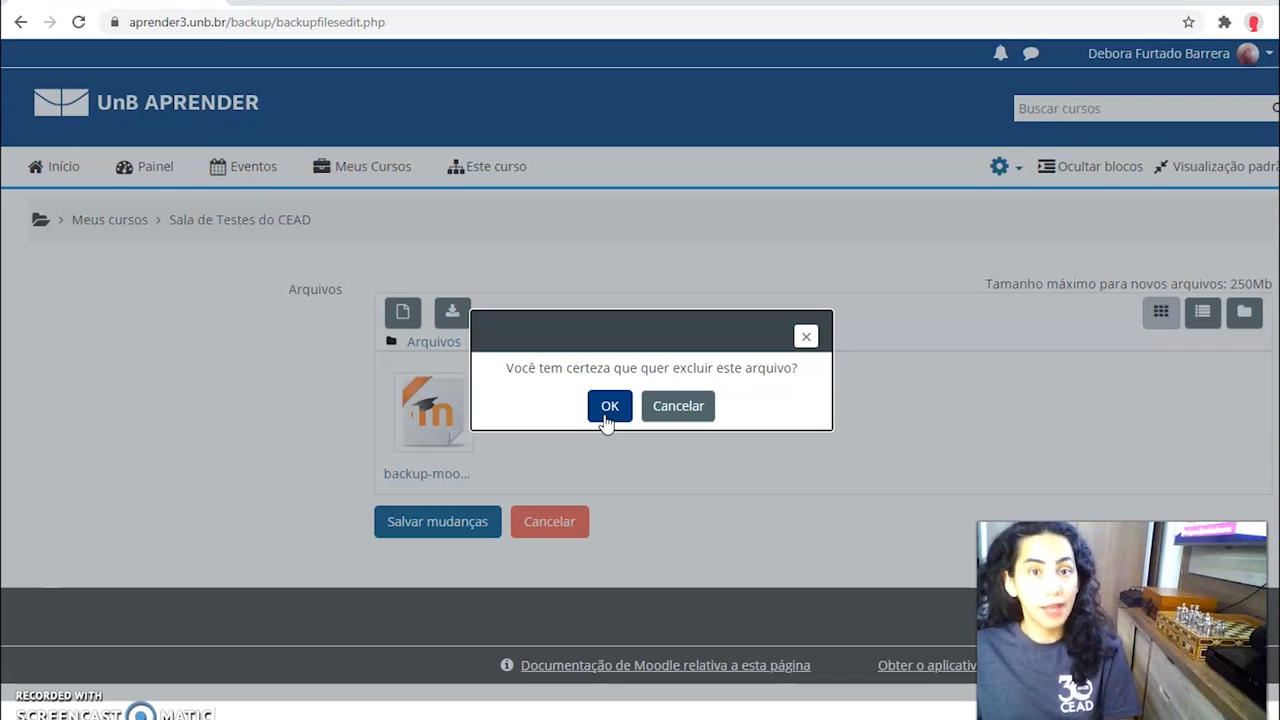 aprender3.unb.br/backup/backupfilesedit.php
Debora Furtado Barrera
UnB APRENDER
Buscar cursos
Início
Painel
Eventos
Meus Cursos
Este curso
Ocultar blocos
Visualização padrã
> Meus cursos > Sala de Testes do CEAD
Arquivos
Tamanho máximo para novos arquivos: 250Mb
Arquivos
Você tem certeza que quer excluir este arquivo?
OK
Cancelar
backup-moo...
Salvar mudanças
Cancelar
Documentação de Moodle relativa a esta página
Obter o aplicativ
30
CEAD
RECORDED WITH
SCREENCAST MATIC